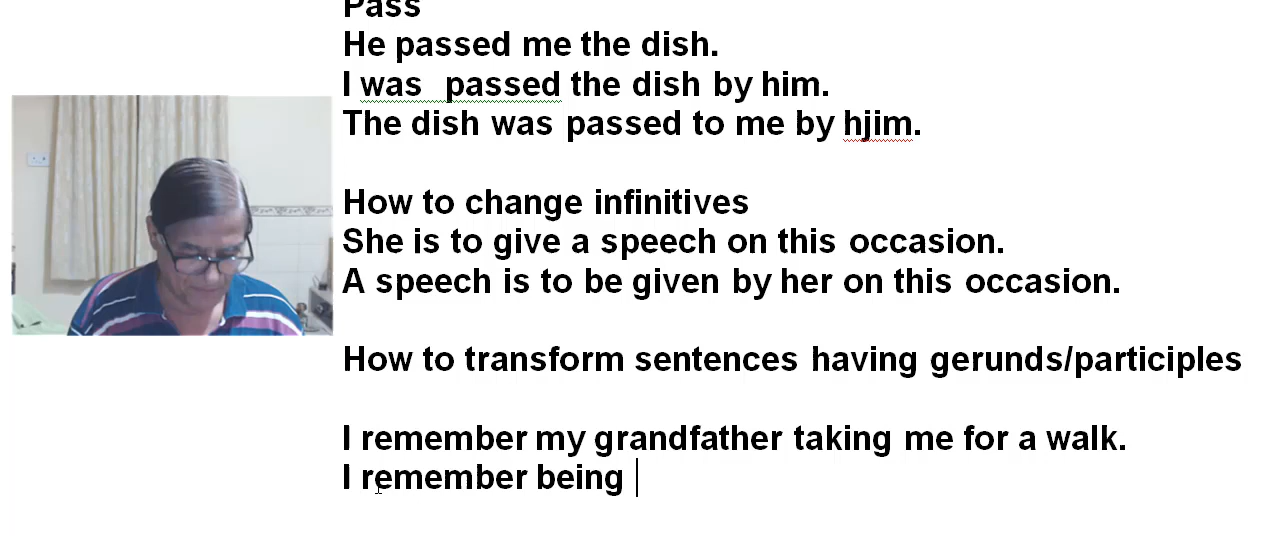 Pass
He passed me the dish.
I was passed the dish by him.
The dish was passed to me by hjim.
How to change infinitives
She is to give a speech on this occasion.
A speech is to be given by her on this occasion.
How to transform sentences having gerunds/participles
I remember my grandfather taking me for a walk.
I remember being